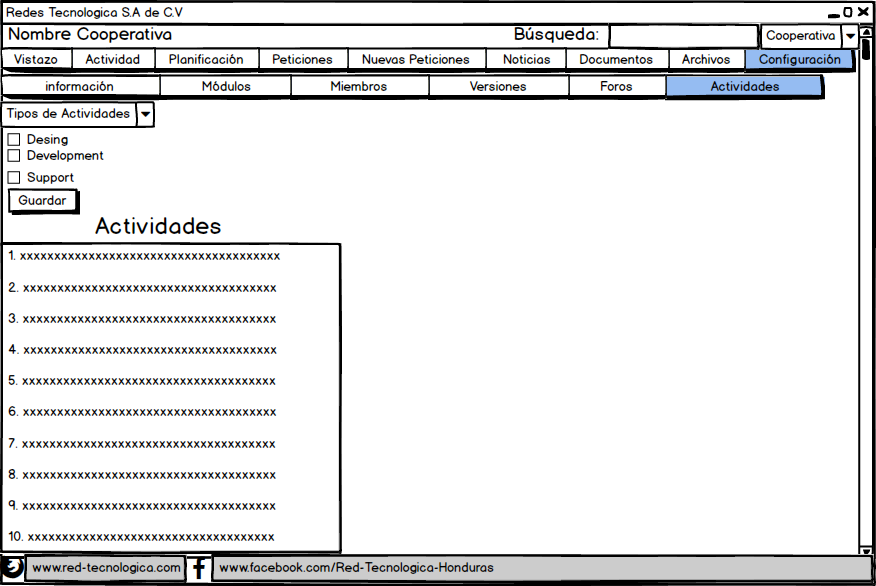 Redes Tecnologica S.A de C.V
Nombre Cooperativa Búsqueda: Cooperativa
Vistazo Actividad Planificación Peticiones Nuevas Peticiones Noticias Documentos Archivos Configuración
información Módulos Miembros Versiones Foros Actividades
Tipos de Actividades
Desing
Development
Support
Guardar
Actividades
1. xxxxxxxxxxxxxxxxxxxxxxxxxxxxxxxxxxxxxx
2. xxxxxxxxxxxxxxxxxxxxxxxxxxxxxxxxxxxxx
3. xxxxxxxxxxxxxxxxxxxxxxxxxxxxxxxxxxxxx
4. xxxxxxxxxxxxxxxxxxxxxxxxxxxxxxxxxxxxx
5. xxxxxxxxxxxxxxxxxxxxxxxxxxxxxxxxxxxxx
6. xxxxxxxxxxxxxxxxxxxxxxxxxxxxxxxxxxxxx
7. xxxxxxxxxxxxxxxxxxxxxxxxxxxxxxxxxxxxx
8. xxxxxxxxxxxxxxxxxxxxxxxxxxxxxxxxxxxxx
9. xxxxxxxxxxxxxxxxxxxxxxxxxxxxxxxxxxxxx
10. xxxxxxxxxxxxxxxxxxxxxxxxxxxxxxxxxxxx
www.red-tecnologica.com www.facebook.com/Red-Tecnologica-Honduras